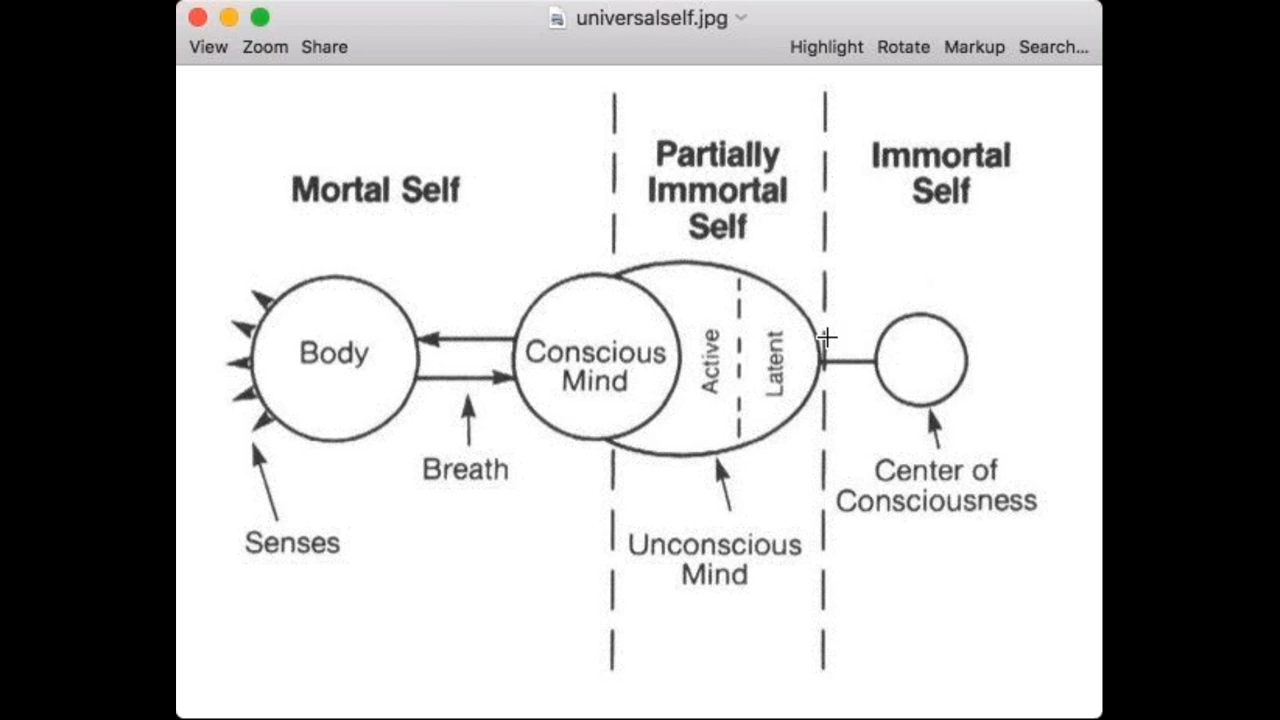 universalself.jpg
View Zoom Share
Highlight Rotate Markup Search...
Mortal Self
Partially
Immortal
Self
Immortal
Self
Body
Conscious
Mind
Active
Latent
Breath
Senses
Unconscious
Mind
Center of
Consciousness